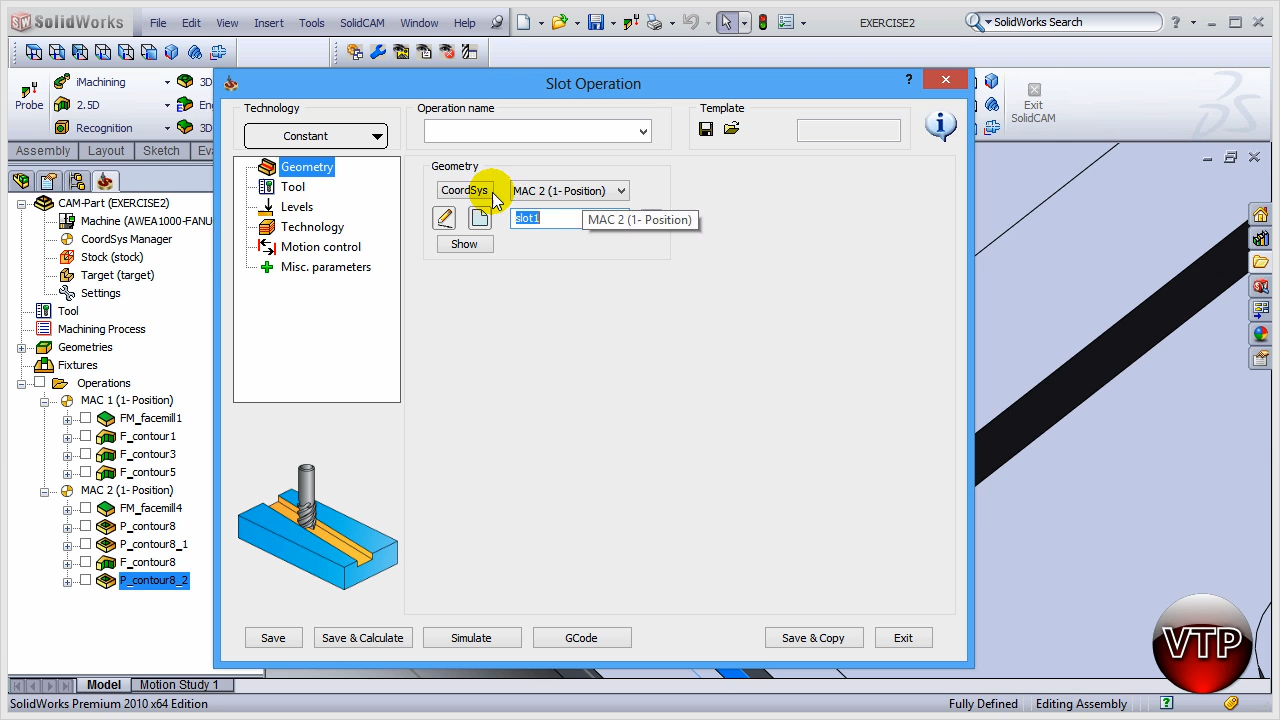 SolidWorks File Edit View Insert Tools SolidCAM Window Help EXERCISE2 SolidWorks Search
Probe
iMachining
2.5D
Recognition
3D
3D
Exit
SolidCAM
Assembly Layout Sketch
CAM-Part (EXERCISE2)
Machine (AWEA1000-FANU
CoordSys Manager
Stock (stock)
Target (target)
Settings
Tool
Machining Process
Geometries
Fixtures
Operations
MAC 1 (1- Position)
FM_facemill1
F_contour1
F_contour3
F_contour5
MAC 2 (1- Position)
FM_facemill4
P_contour8
P_contour8_1
F_contour8
P_contour8_2
Slot Operation
Technology
Constant
Operation name
Template
Geometry
Tool
Levels
Technology
Motion control
Misc. parameters
Geometry
CoordSys MAC 2 (1- Position)
slot1 MAC 2 (1- Position)
Show
Save Save & Calculate Simulate GCode Save & Copy Exit
VTP
Model Motion Study 1
SolidWorks Premium 2010 x64 Edition Fully Defined Editing Assembly